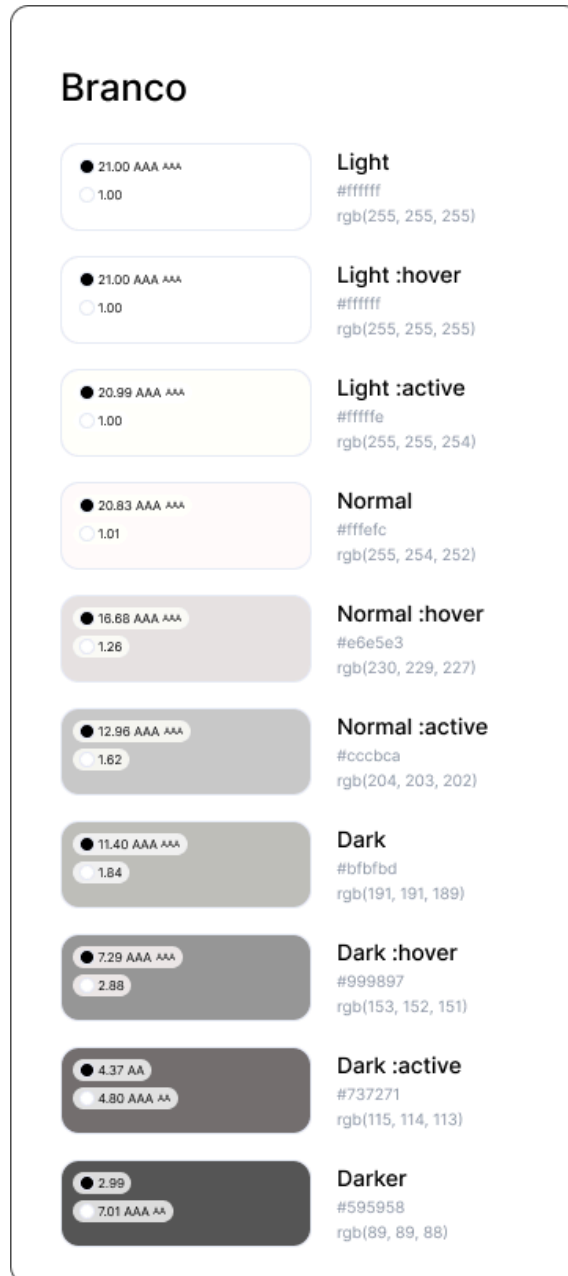 Branco
21.00 AAA AAA
1.00
Light
#ffffff
rgb(255, 255, 255)
21.00 AAA AAA
1.00
Light :hover
#ffffff
rgb(255, 255, 255)
20.99 AAA AAA
1.00
Light :active
#fffffe
rgb(255, 255, 254)
20.83 AAA AAA
1.01
Normal
#fffefc
rgb(255, 254, 252)
16.68 AAA AAA
1.26
Normal :hover
#e6e5e3
rgb(230, 229, 227)
12.96 AAA AAA
1.62
Normal :active
#cccbca
rgb(204, 203, 202)
11.40 AAA AAA
1.84
Dark
#bfbfbd
rgb(191, 191, 189)
7.29 AAA AAA
2.88
Dark :hover
#999897
rgb(153, 152, 151)
4.37 AA
4.80 AAA AA
Dark :active
#737271
rgb(115, 114, 113)
2.99
7.01 AAA AA
Darker
#595958
rgb(89, 89, 88)